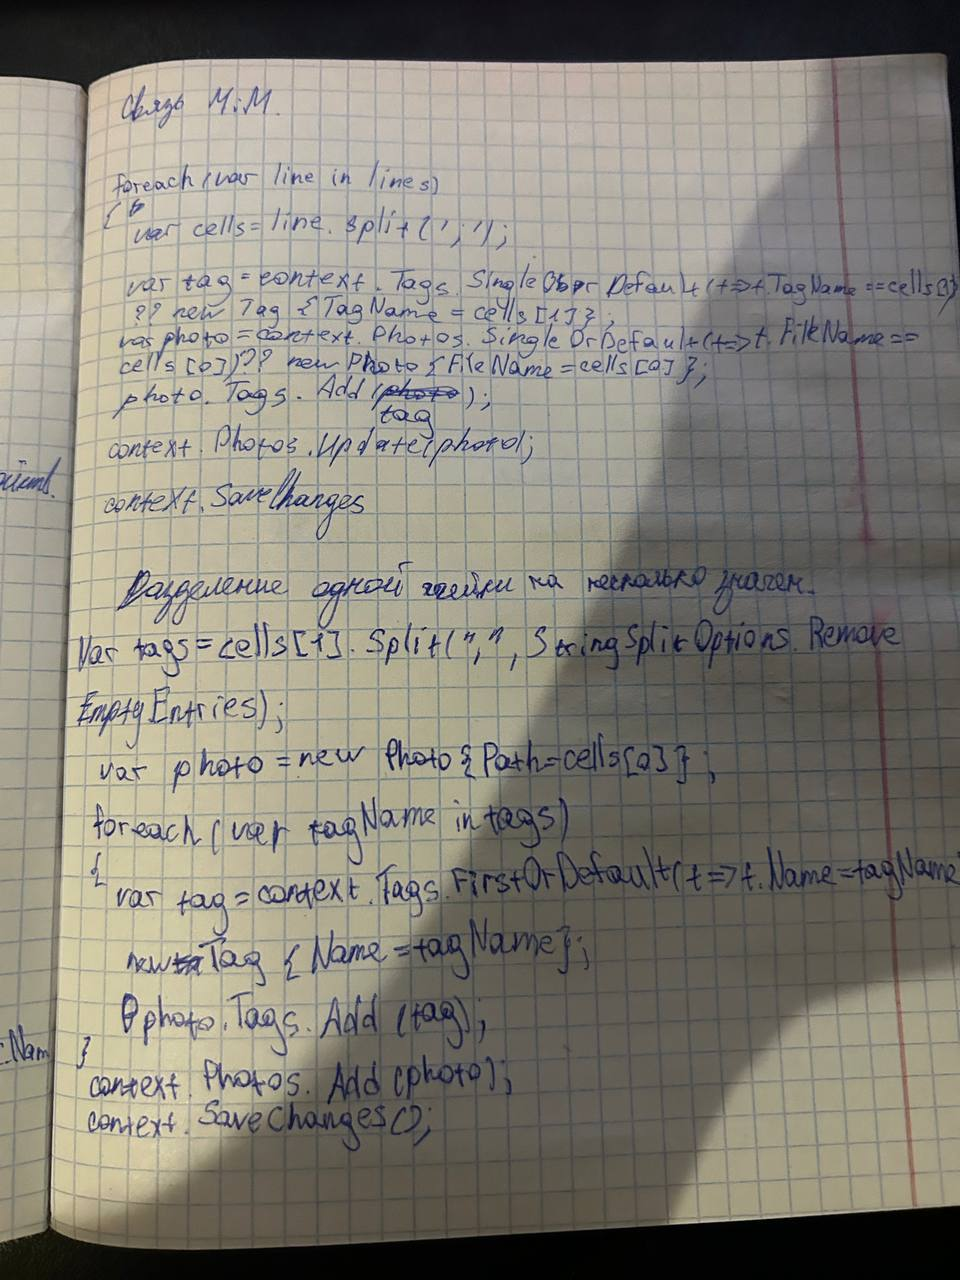 Связь М:М.
foreach (var line in lines)
{
var cells = line. split(';');
var tag = context. Tags. SingleOrDefault(t=>t.TagName==cells[1])
?? new Tag {TagName = cells[1]};
var photo = context. Photos. SingleOrDefault(t=>t.FileName==
cells[0])?? new Photo {FileName=cells[0]};
photo. Tags. Add (photo);
tag
context. Photos. Update(photo);
context. SaveChanges
Разделение одной ячейки на несколько значен.
Var tags = cells[1]. Split(",", StringSplitOptions. Remove
EmptyEntries);
var photo = new Photo {Path=cells[0]};
foreach (var tagName in tags)
{
var tag = context. Tags. FirstOrDefault(t=>t.Name=tagName
new Tag {Name = tagName};
photo. Tags. Add (tag);
}
context. Photos. Add (photo);
context. SaveChanges();
:Nam